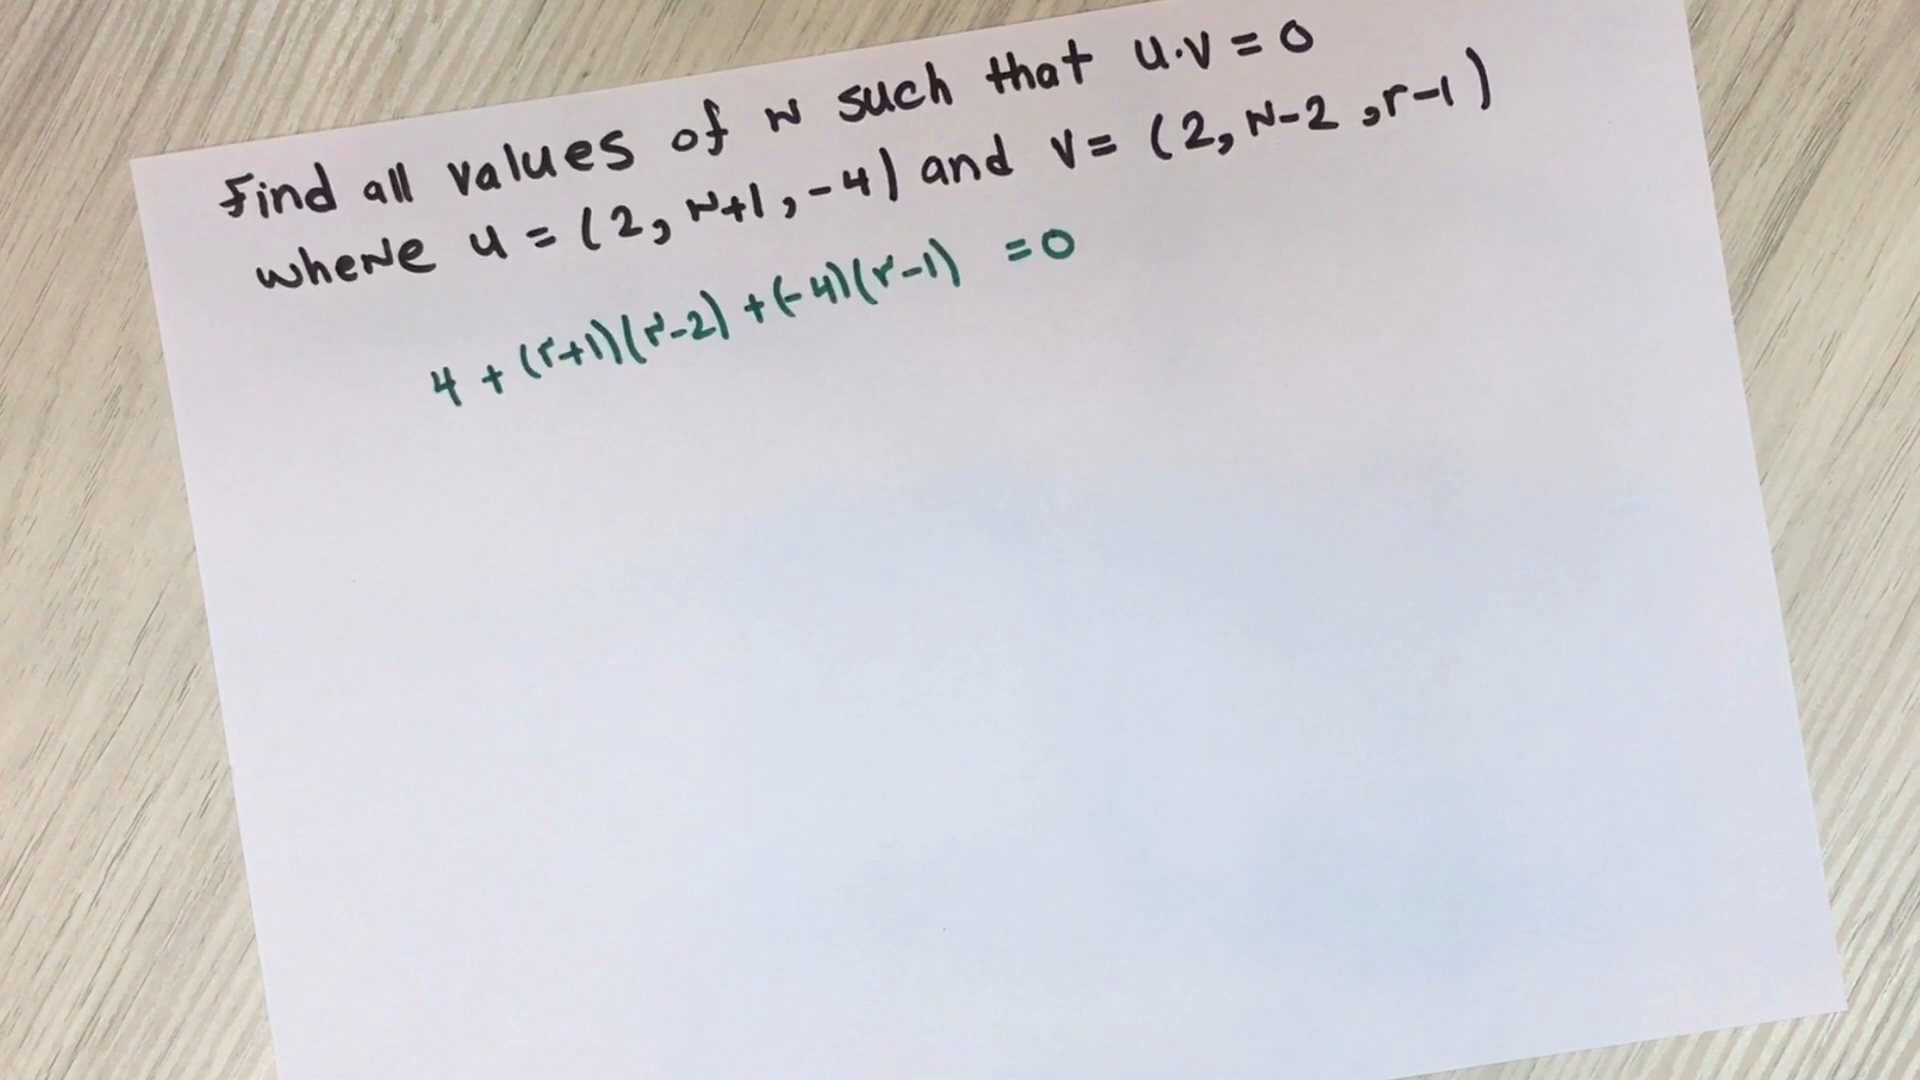 Find all values of r such that u·v = 0
where u = (2, r+1, -4) and v = (2, r-2, r-1)
4 + (r+1)(r-2) + (-4)(r-1) = 0